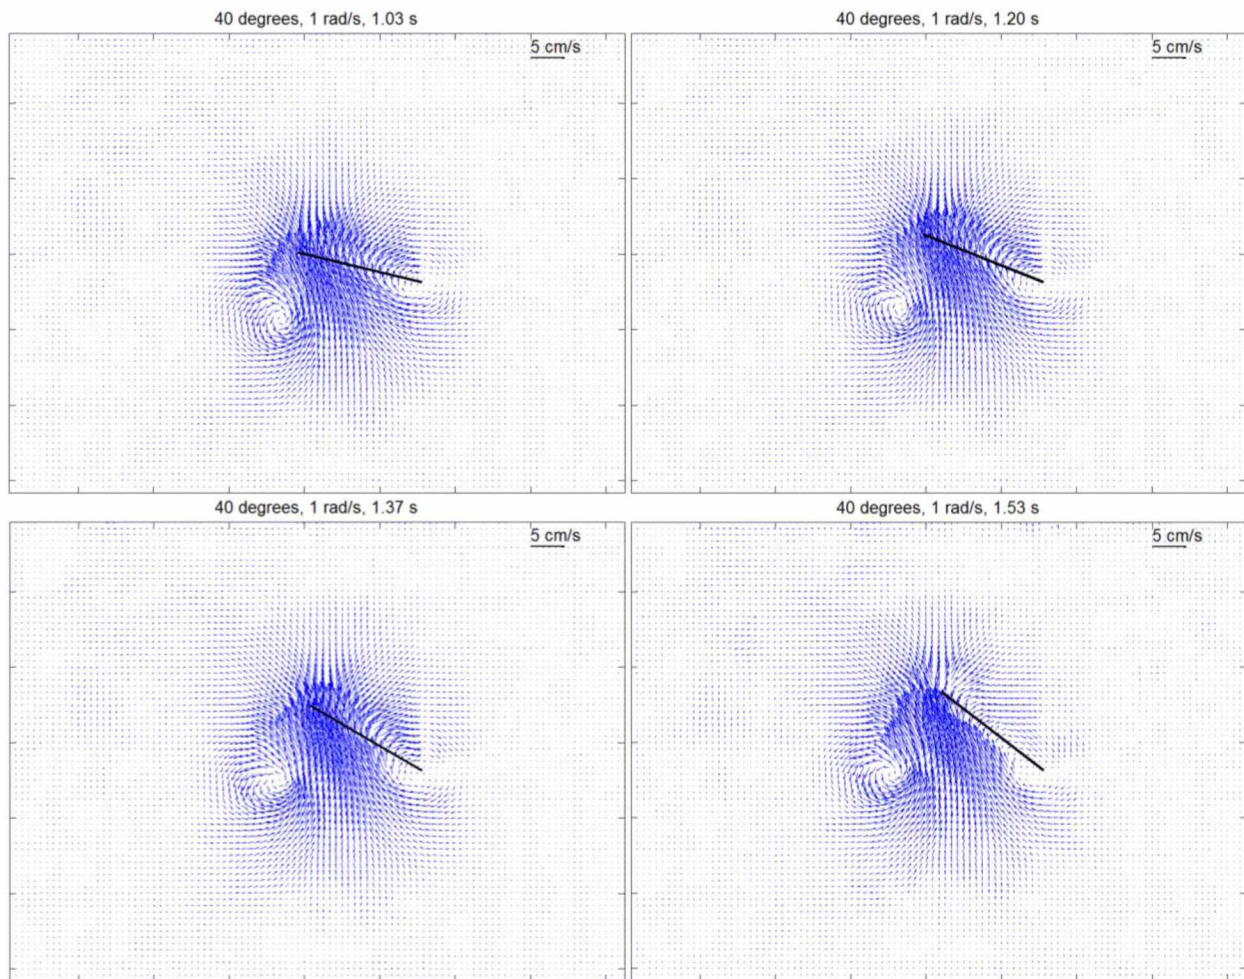 40 degrees, 1 rad/s, 1.03 s
5 cm/s
40 degrees, 1 rad/s, 1.20 s
5 cm/s
40 degrees, 1 rad/s, 1.37 s
5 cm/s
40 degrees, 1 rad/s, 1.53 s
5 cm/s